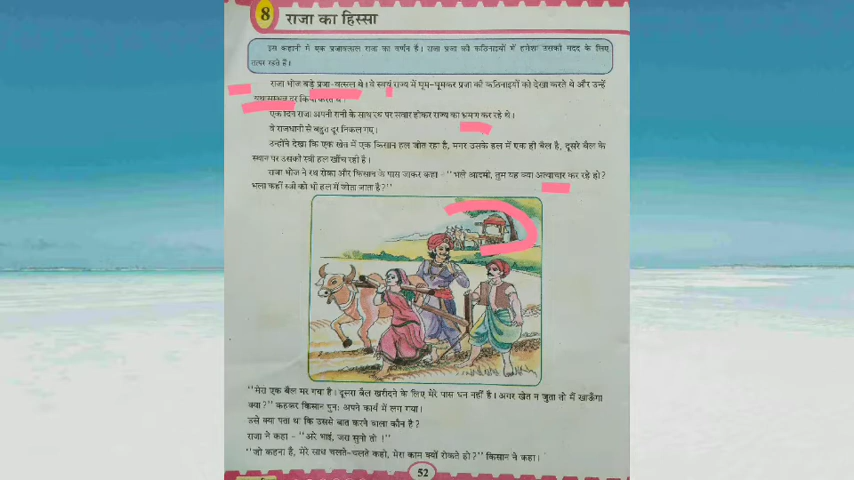 8 राजा का हिस्सा
इस कहानी में एक प्रजावत्सल राजा का वर्णन है। राजा प्रजा की कठिनाइयों में हमेशा उसकी मदद के लिए
तत्पर रहते हैं।
राजा भोज बड़े प्रजा-वत्सल थे। वे स्वयं राज्य में घूम-घूमकर प्रजा की कठिनाइयों को देखा करते थे और उन्हें
दूर किया करते थे।
एक दिन राजा अपनी रानी के साथ रथ पर सवार होकर राज्य का भ्रमण कर रहे थे।
वे राजधानी से बहुत दूर निकल गए।
उन्होंने देखा कि एक खेत में एक किसान हल जोत रहा है, मगर उसके हल में एक ही बैल है, दूसरे बैल के
स्थान पर उसकी स्त्री हल खींच रही है।
राजा भोज ने रथ रोका और किसान के पास जाकर कहा - "भले आदमी, तुम यह क्या अत्याचार कर रहे हो?
भला कहीं स्त्री को भी हल में जोता जाता है?"
"मेरा एक बैल मर गया है। दूसरा बैल खरीदने के लिए मेरे पास धन नहीं है। अगर खेत न जुता तो मैं खाऊँगा
क्या?" कहकर किसान पुनः अपने कार्य में लग गया।
उसे क्या पता था कि उससे बात करने वाला कौन है?
राजा ने कहा - "अरे भाई, जरा सुनो तो !"
"जो कहना है, मेरे साथ चलते-चलते कहो, मेरा काम क्यों रोकते हो?" किसान ने कहा।
52